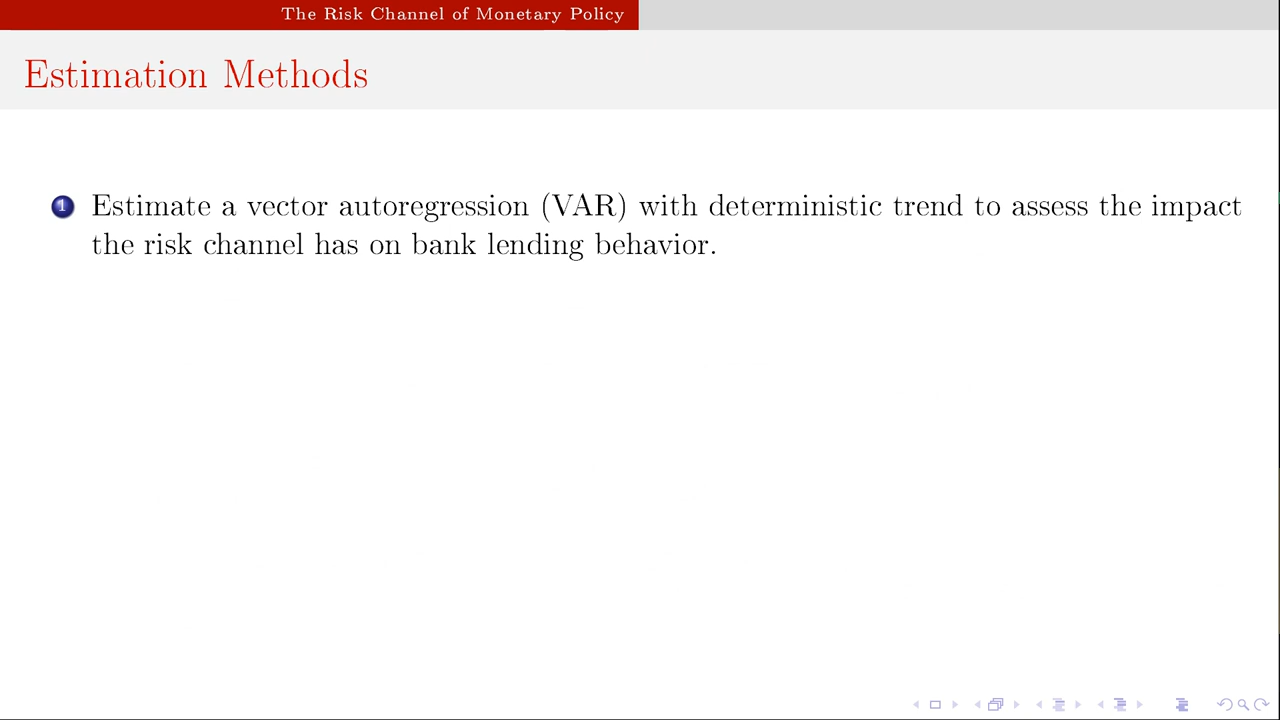 The Risk Channel of Monetary Policy
Estimation Methods
1 Estimate a vector autoregression (VAR) with deterministic trend to assess the impact
the risk channel has on bank lending behavior.